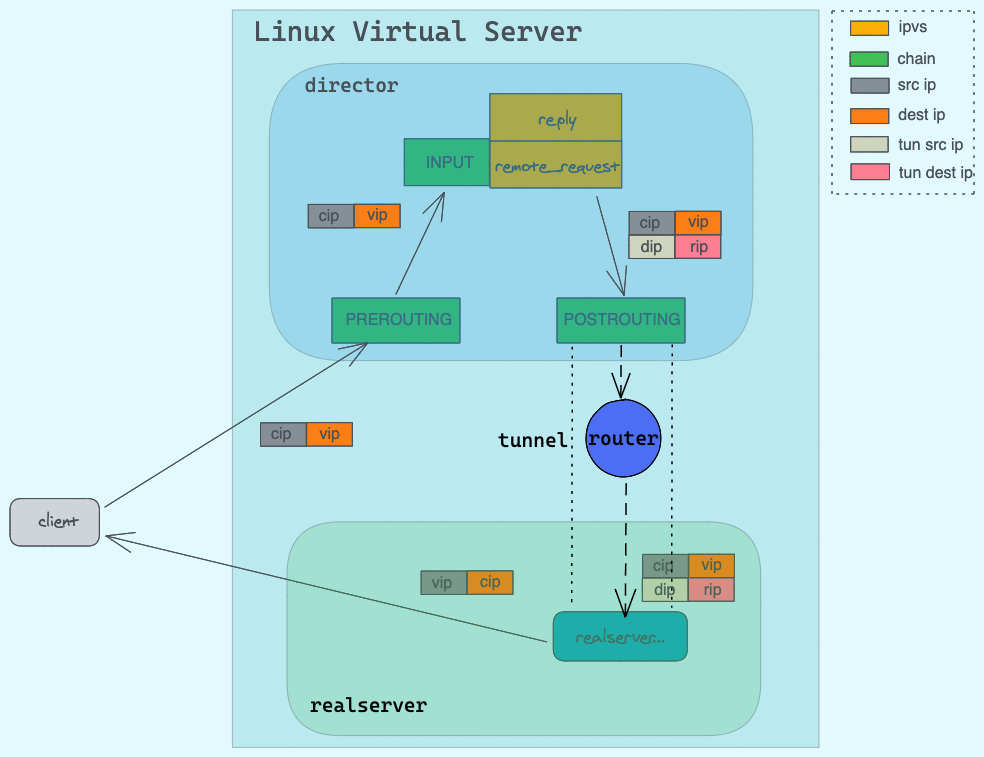 Linux Virtual Server
director
reply
INPUT
remote_request
cip vip
cip vip
dip rip
PREROUTING
POSTROUTING
cip vip
tunnel
router
client
cip vip
dip rip
vip cip
realserver...
realserver
ipvs
chain
src ip
dest ip
tun src ip
tun dest ip